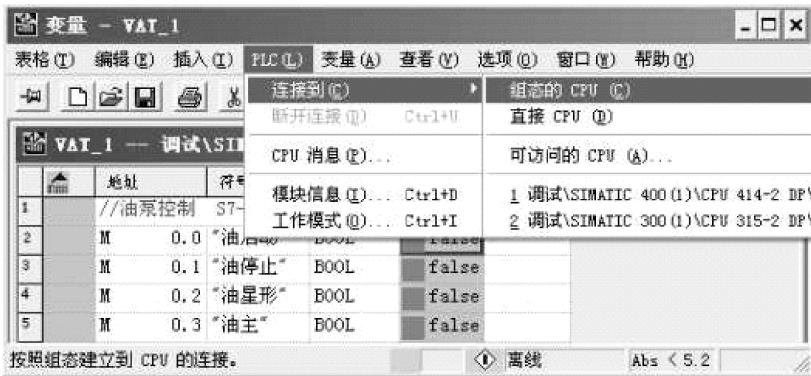 变量 - VAT_1
表格(T) 编辑(E) 插入(I) PLC(L) 变量(A) 查看(V) 选项(O) 窗口(W) 帮助(H)
连接到(C)
断开连接(D) Ctrl+U
CPU 消息(P)...
模块信息(I)... Ctrl+D
工作模式(O)... Ctrl+I
组态的 CPU (C)
直接 CPU (D)
可访问的 CPU (A)...
1 调试\SIMATIC 400(1)\CPU 414-2 DP\
2 调试\SIMATIC 300(1)\CPU 315-2 DP\
VAT_1 -- 调试\SI
地址 符号
1 //油泵控制 S7-
2 M 0.0 "油启动" BOOL false
3 M 0.1 "油停止" BOOL false
4 M 0.2 "油星形" BOOL false
5 M 0.3 "油主" BOOL false
按照组态建立到 CPU 的连接。 离线 Abs < 5.2